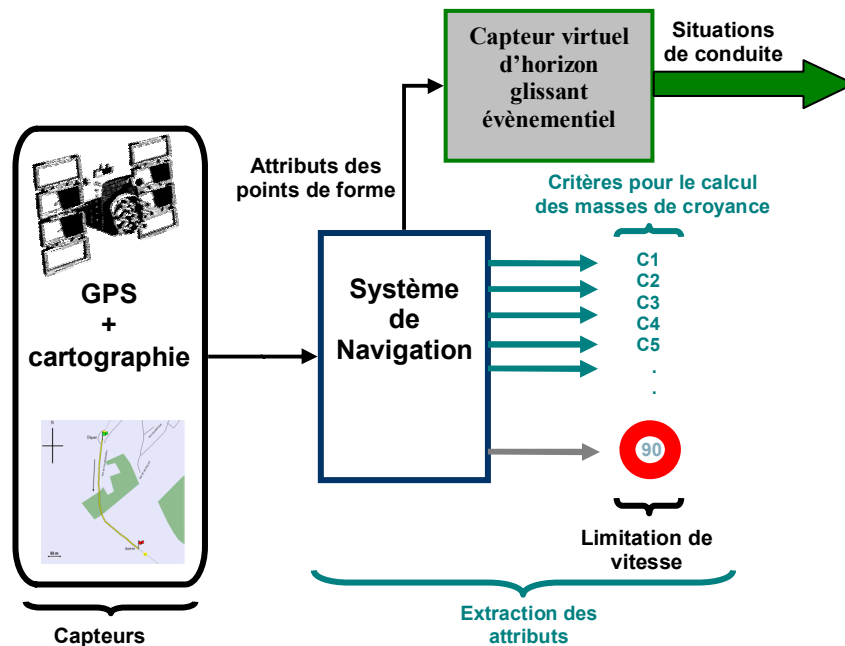 Capteur virtuel
d'horizon
glissant
évènementiel
Situations
de conduite
Attributs des
points de forme
Critères pour le calcul
des masses de croyance
GPS
+
cartographie
Système
de
Navigation
C1
C2
C3
C4
C5
.
.
90
N
Départ
Limitation de
vitesse
Extraction des
attributs
Capteurs